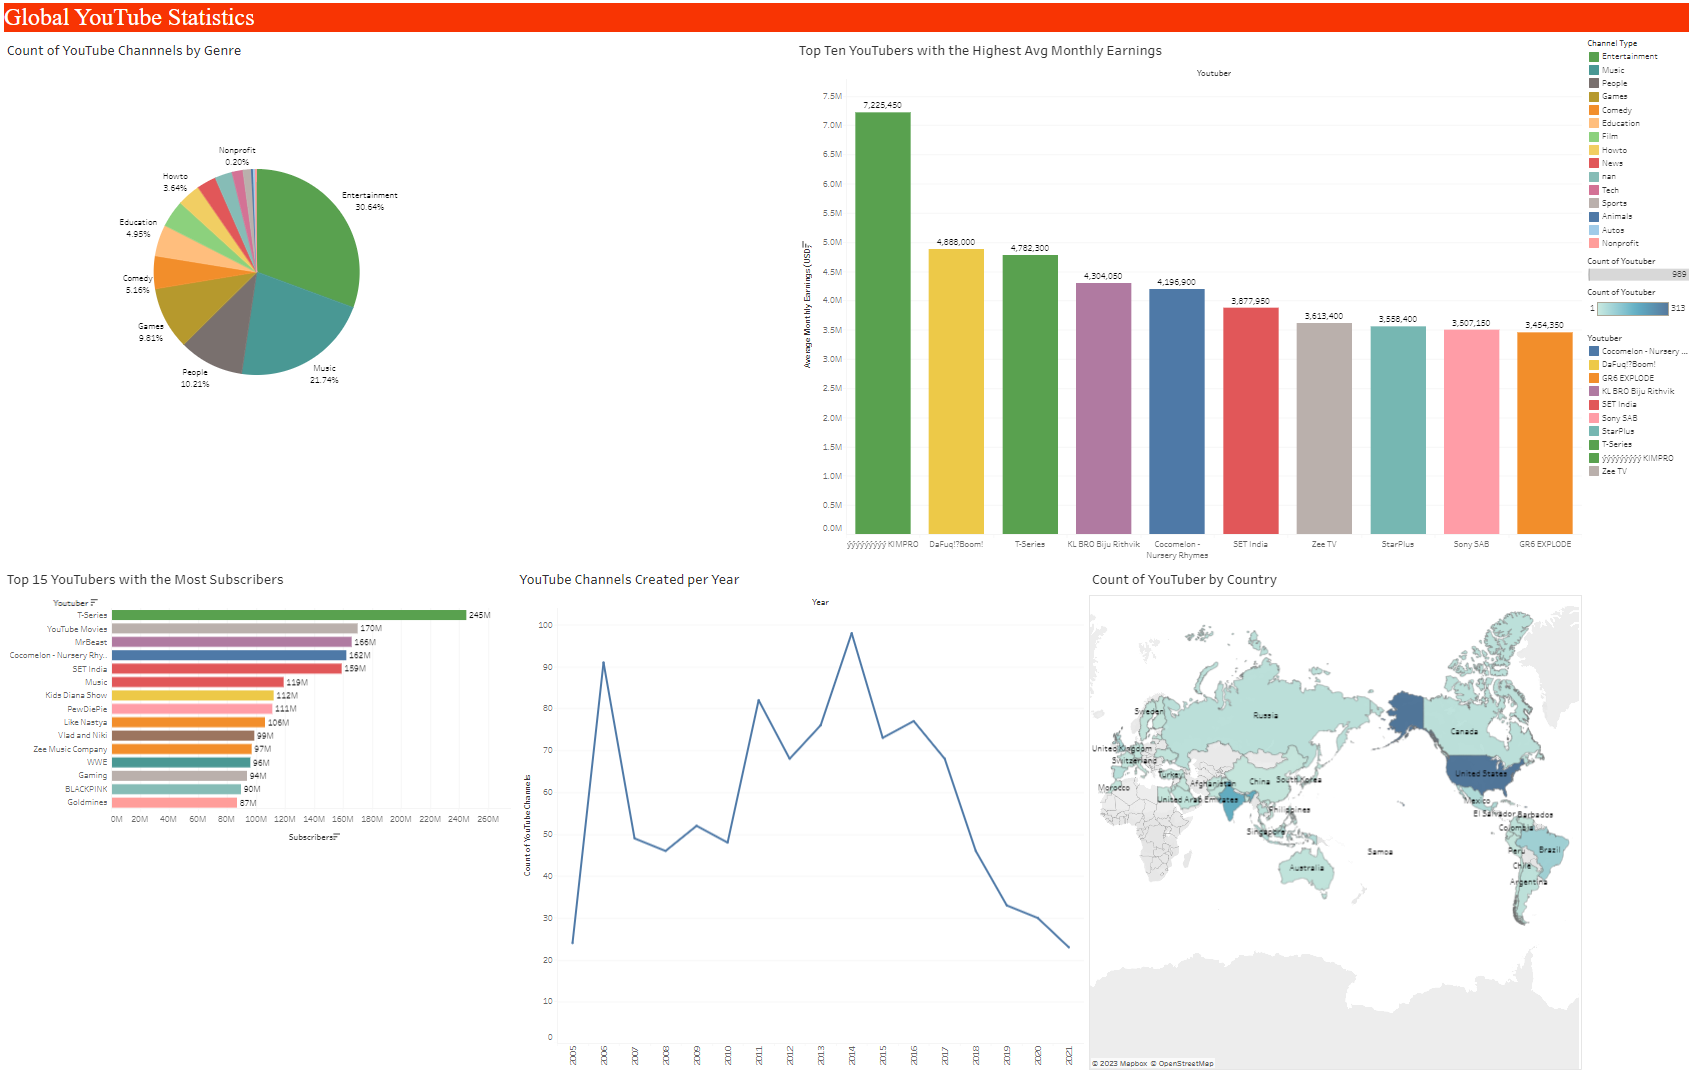 Global YouTube Statistics
Count of YouTube Channnels by Genre
Nonprofit
0.20%
Howto
3.64%
Entertainment
30.64%
Education
4.95%
Comedy
5.16%
Games
9.81%
People
10.21%
Music
21.74%
Top Ten YouTubers with the Highest Avg Monthly Earnings
Youtuber
Average Monthly Earnings (USD)
7.5M
7.0M
6.5M
6.0M
5.5M
5.0M
4.5M
4.0M
3.5M
3.0M
2.5M
2.0M
1.5M
1.0M
0.5M
0.0M
7,225,450
4,888,000
4,782,300
4,304,050
4,196,900
3,877,950
3,613,400
3,558,400
3,507,150
3,454,350
ýýýýýýýýý KIMPRO
DaFuq!?Boom!
T-Series
KL BRO Biju Rithvik
Cocomelon -
Nursery Rhymes
SET India
Zee TV
StarPlus
Sony SAB
GR6 EXPLODE
Channel Type
Entertainment
Music
People
Games
Comedy
Education
Film
Howto
News
nan
Tech
Sports
Animals
Autos
Nonprofit
Count of Youtuber
989
Count of Youtuber
1 313
Youtuber
Cocomelon - Nursery ...
DaFuq!?Boom!
GR6 EXPLODE
KL BRO Biju Rithvik
SET India
Sony SAB
StarPlus
T-Series
ýýýýýýýýý KIMPRO
Zee TV
Top 15 YouTubers with the Most Subscribers
Youtuber
T-Series 245M
YouTube Movies 170M
MrBeast 166M
Cocomelon - Nursery Rhy.. 162M
SET India 159M
Music 119M
Kids Diana Show 112M
PewDiePie 111M
Like Nastya 106M
Vlad and Niki 99M
Zee Music Company 97M
WWE 96M
Gaming 94M
BLACKPINK 90M
Goldmines 87M
0M 20M 40M 60M 80M 100M 120M 140M 160M 180M 200M 220M 240M 260M
Subscribers
YouTube Channels Created per Year
Year
Count of YouTube Channels
100
90
80
70
60
50
40
30
20
10
0
2005 2006 2007 2008 2009 2010 2011 2012 2013 2014 2015 2016 2017 2018 2019 2020 2021
Count of YouTuber by Country
Sweden
Russia
Canada
United Kingdom
Switzerland
Turkey
China
South Korea
United States
Morocco
Afghanistan
United Arab Emirates
Philippines
Mexico
El Salvador
Barbados
Singapore
Colombia
Samoa
Peru
Brazil
Australia
Chile
Argentina
© 2023 Mapbox © OpenStreetMap